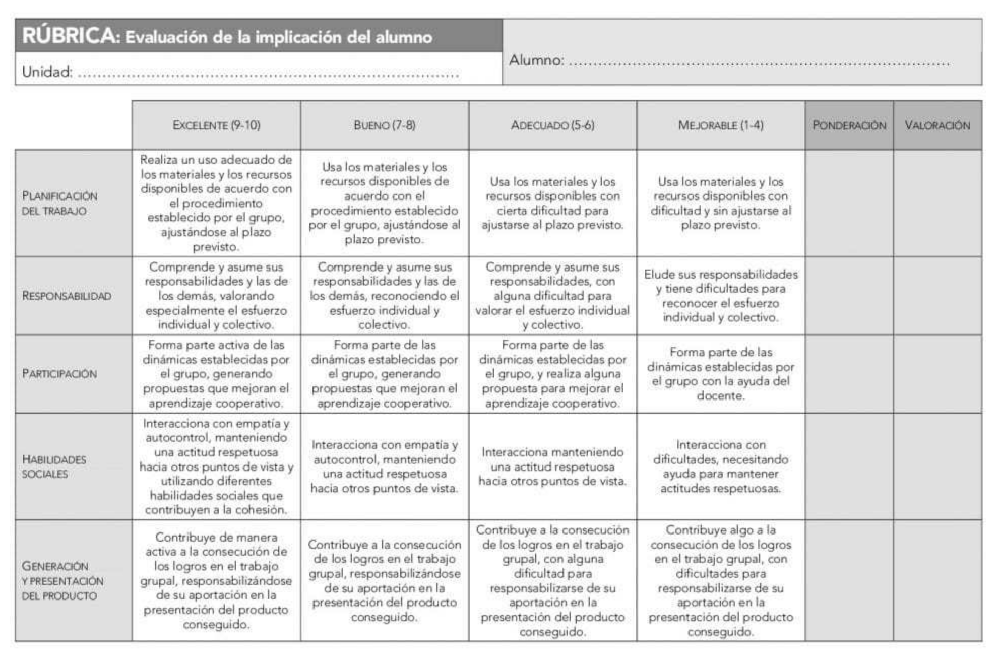 RÚBRICA: Evaluación de la implicación del alumno
Unidad: ................................................................................
Alumno: ................................................................................
EXCELENTE (9-10)
BUENO (7-8)
ADECUADO (5-6)
MEJORABLE (1-4)
PONDERACIÓN
VALORACIÓN
PLANIFICACIÓN
DEL TRABAJO
Realiza un uso adecuado de
los materiales y los recursos
disponibles de acuerdo con
el procedimiento
establecido por el grupo,
ajustándose al plazo
previsto.
Usa los materiales y los
recursos disponibles de
acuerdo con el
procedimiento establecido
por el grupo, ajustándose al
plazo previsto.
Usa los materiales y los
recursos disponibles con
cierta dificultad para
ajustarse al plazo previsto.
Usa los materiales y los
recursos disponibles con
dificultad y sin ajustarse al
plazo previsto.
RESPONSABILIDAD
Comprende y asume sus
responsabilidades y las de
los demás, valorando
especialmente el esfuerzo
individual y colectivo.
Comprende y asume sus
responsabilidades y las de
los demás, reconociendo el
esfuerzo individual y
colectivo.
Comprende y asume sus
responsabilidades, con
alguna dificultad para
valorar el esfuerzo individual
y colectivo.
Elude sus responsabilidades
y tiene dificultades para
reconocer el esfuerzo
individual y colectivo.
PARTICIPACIÓN
Forma parte activa de las
dinámicas establecidas por
el grupo, generando
propuestas que mejoran el
aprendizaje cooperativo.
Forma parte de las
dinámicas establecidas por
el grupo, generando
propuestas que mejoran el
aprendizaje cooperativo.
Forma parte de las
dinámicas establecidas por
el grupo, y realiza alguna
propuesta para mejorar el
aprendizaje cooperativo.
Forma parte de las
dinámicas establecidas por
el grupo con la ayuda del
docente.
HABILIDADES
SOCIALES
Interacciona con empatía y
autocontrol, manteniendo
una actitud respetuosa
hacia otros puntos de vista y
utilizando diferentes
habilidades sociales que
contribuyen a la cohesión.
Interacciona con empatía y
autocontrol, manteniendo
una actitud respetuosa
hacia otros puntos de vista.
Interacciona manteniendo
una actitud respetuosa
hacia otros puntos de vista.
Interacciona con
dificultades, necesitando
ayuda para mantener
actitudes respetuosas.
GENERACIÓN
Y PRESENTACIÓN
DEL PRODUCTO
Contribuye de manera
activa a la consecución de
los logros en el trabajo
grupal, responsabilizándose
de su aportación en la
presentación del producto
conseguido.
Contribuye a la consecución
de los logros en el trabajo
grupal, responsabilizándose
de su aportación en la
presentación del producto
conseguido.
Contribuye a la consecución
de los logros en el trabajo
grupal, con alguna
dificultad para
responsabilizarse de su
aportación en la
presentación del producto
conseguido.
Contribuye algo a la
consecución de los logros
en el trabajo grupal, con
dificultades para
responsabilizarse de su
aportación en la
presentación del producto
conseguido.